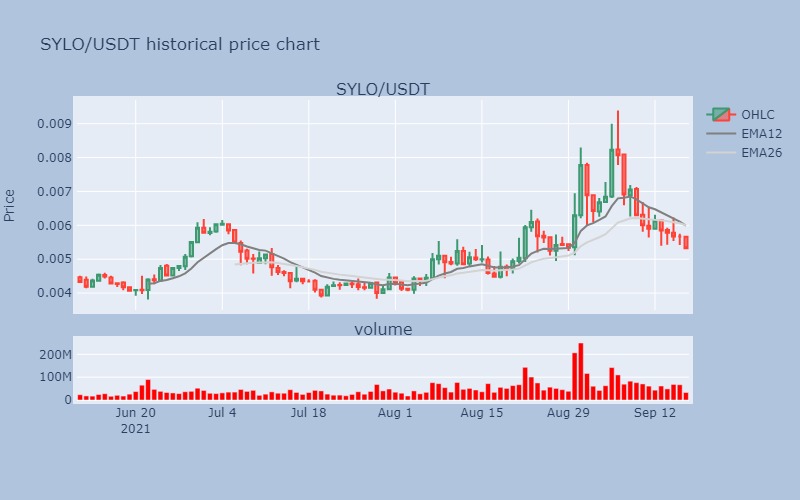 SYLO/USDT historical price chart
SYLO/USDT
OHLC
EMA12
EMA26
Price
0.009
0.008
0.007
0.006
0.005
0.004
volume
200M
100M
0
Jun 20 Jul 4 Jul 18 Aug 1 Aug 15 Aug 29 Sep 12
2021